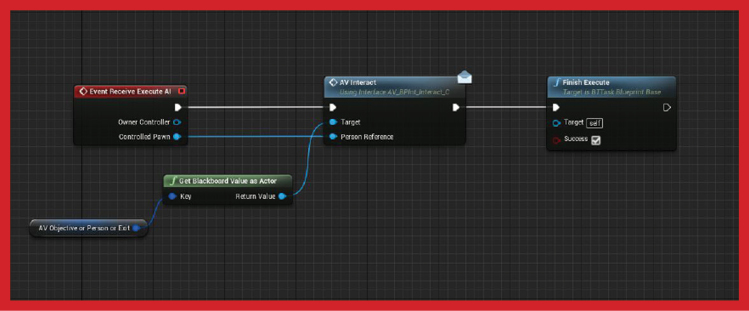 Event Receive Execute AI
Owner Controller
Controlled Pawn
AV Interact
Using Interface AV_BPInt_Interact_C
Target
Person Reference
Finish Execute
Target is BTTask Blueprint Base
Target self
Success
Get Blackboard Value as Actor
Key Return Value
AV Objective or Person or Exit